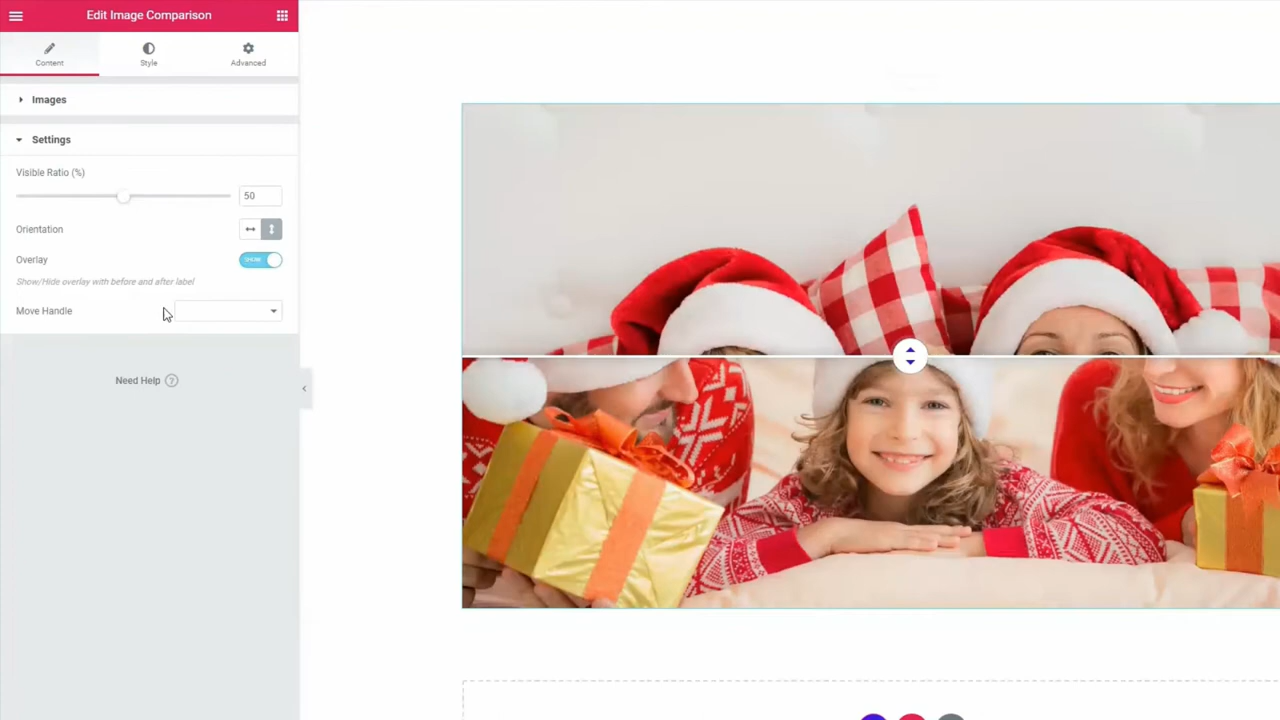 Edit Image Comparison
Content Style Advanced
Images
Settings
Visible Ratio (%)
50
Orientation
Overlay SHOW
Show/Hide overlay with before and after label
Move Handle
Need Help ?